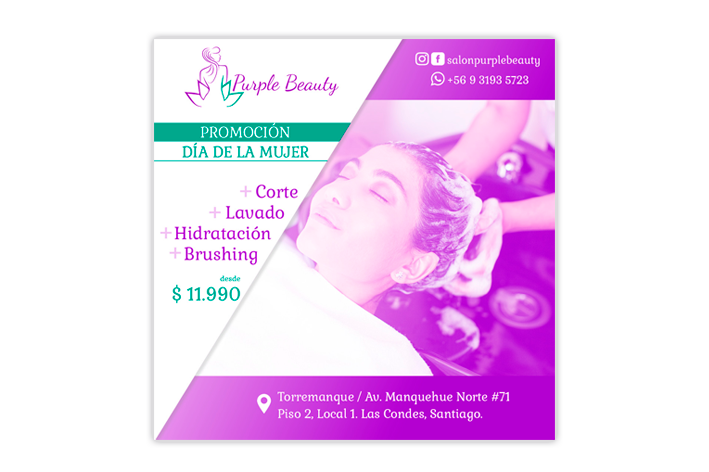 Purple Beauty
salonpurplebeauty
+56 9 3193 5723
PROMOCIÓN
DÍA DE LA MUJER
+ Corte
+ Lavado
+ Hidratación
+ Brushing
desde
$ 11.990
Torremanque / Av. Manquehue Norte #71
Piso 2, Local 1. Las Condes, Santiago.